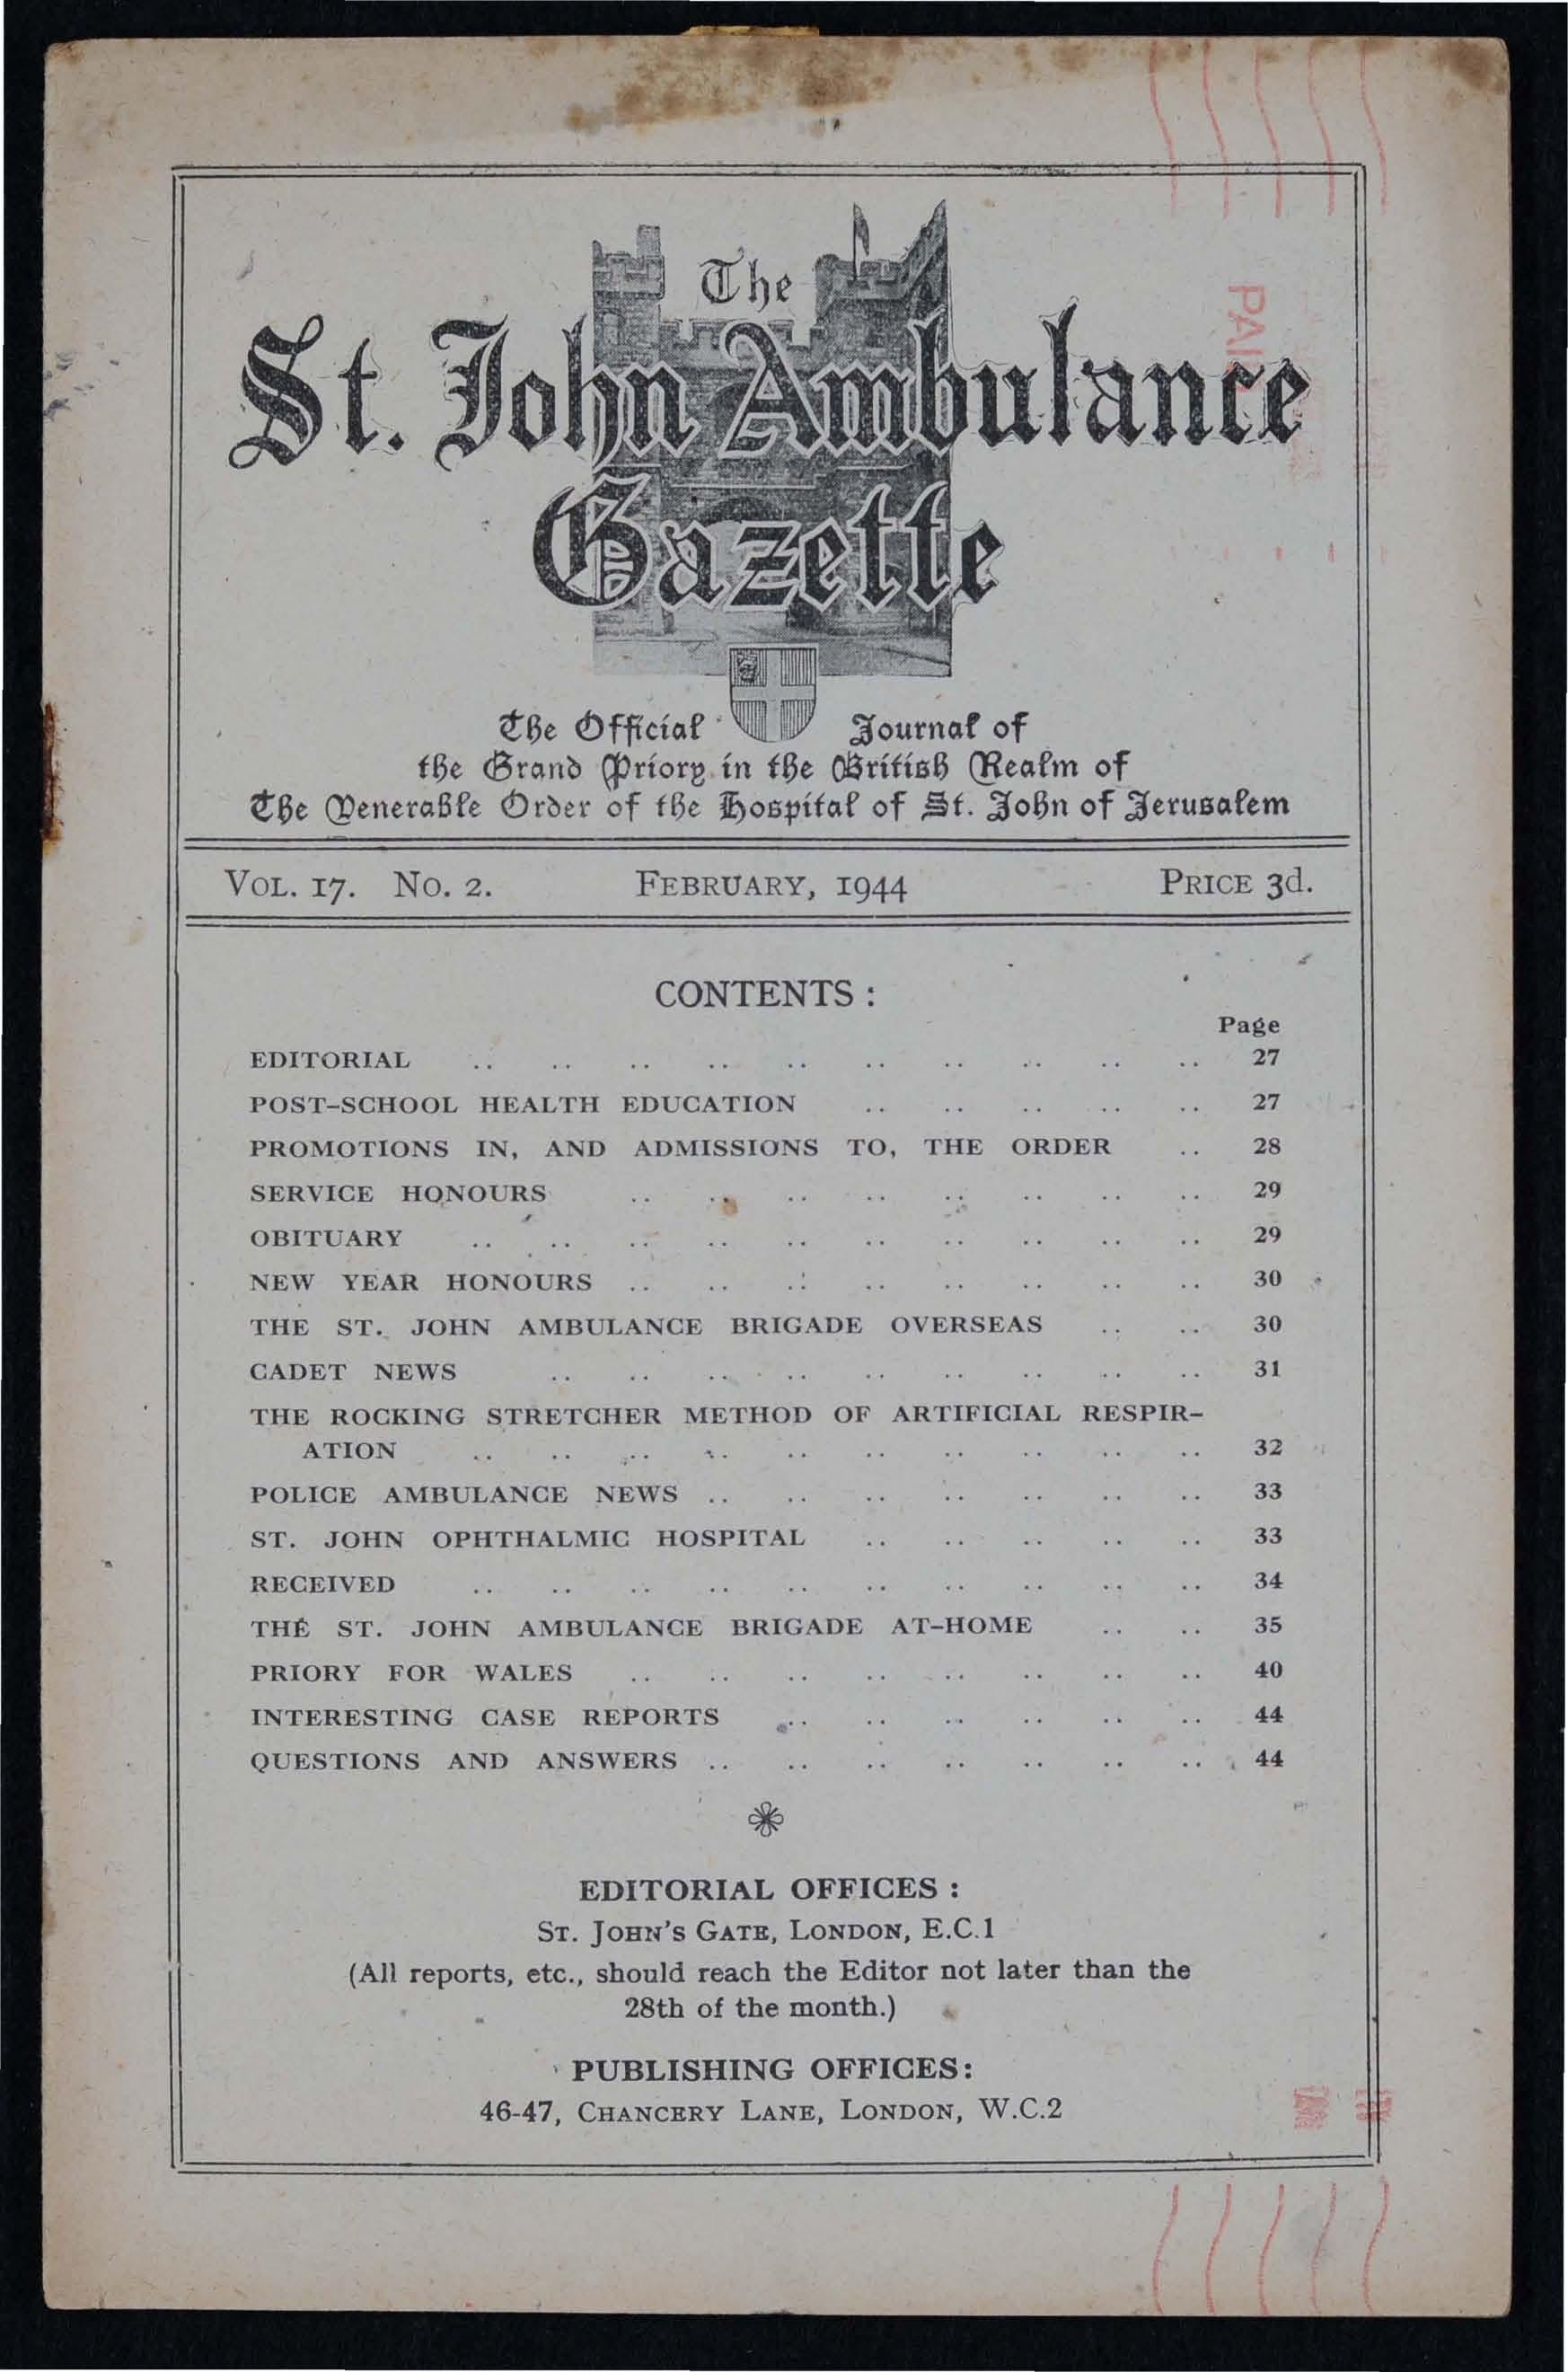 The
St. John Ambulance
Gazette
The Official Journal of
the Grand Priory in the British Realm of
The Venerable Order of the Hospital of St. John of Jerusalem
VOL. 17. NO. 2. FEBRUARY, 1944 PRICE 3d.
CONTENTS :
Page
EDITORIAL .. .. .. .. .. .. .. .. .. .. 27
POST-SCHOOL HEALTH EDUCATION .. .. .. .. .. 27
PROMOTIONS IN, AND ADMISSIONS TO, THE ORDER .. 28
SERVICE HONOURS .. .. .. .. .. .. .. .. 29
OBITUARY .. .. .. .. .. .. .. .. .. .. 29
NEW YEAR HONOURS .. .. .. .. .. .. .. .. 30
THE ST. JOHN AMBULANCE BRIGADE OVERSEAS .. .. 30
CADET NEWS .. .. .. .. .. .. .. .. .. 31
THE ROCKING STRETCHER METHOD OF ARTIFICIAL RESPIR-
ATION .. .. .. .. .. .. .. .. .. .. 32
POLICE AMBULANCE NEWS .. .. .. .. .. .. .. 33
ST. JOHN OPHTHALMIC HOSPITAL .. .. .. .. .. 33
RECEIVED .. .. .. .. .. .. .. .. .. .. 34
THE ST. JOHN AMBULANCE BRIGADE AT-HOME .. .. 35
PRIORY FOR WALES .. .. .. .. .. .. .. .. 40
INTERESTING CASE REPORTS .. .. .. .. .. .. 44
QUESTIONS AND ANSWERS .. .. .. .. .. .. .. 44
EDITORIAL OFFICES :
ST. JOHN'S GATE, LONDON, E.C.1
(All reports, etc., should reach the Editor not later than the
28th of the month.)
PUBLISHING OFFICES:
46-47, CHANCERY LANE, LONDON, W.C.2